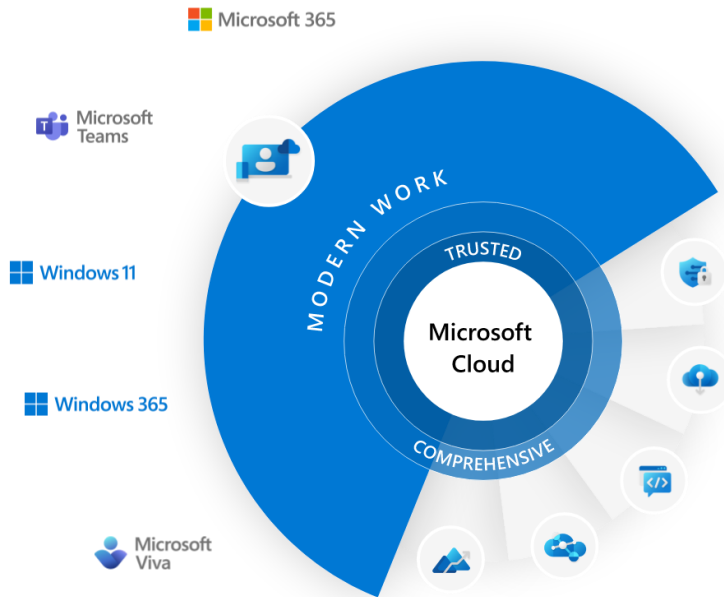 Microsoft 365
Microsoft
Teams
MODERN WORK
Windows 11
TRUSTED
Microsoft
Cloud
Windows 365
COMPREHENSIVE
Microsoft
Viva